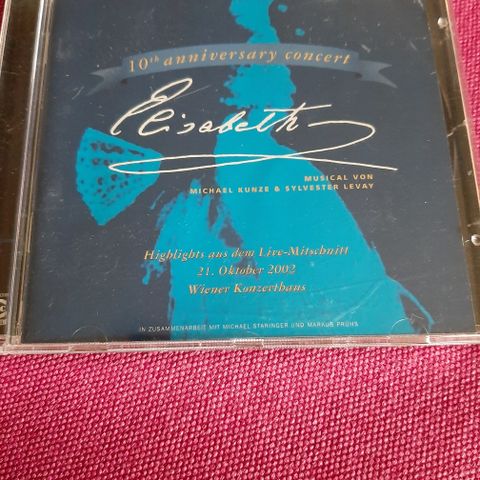 10th anniversary concert
Elisabeth
MUSICAL VON
MICHAEL KUNZE & SYLVESTER LEVAY
Highlights aus dem Live-Mitschnitt
21. Oktober 2002
Wiener Konzerthaus
IN ZUSAMMENARBEIT MIT MICHAEL STARINGER UND MARKUS PRÜHS